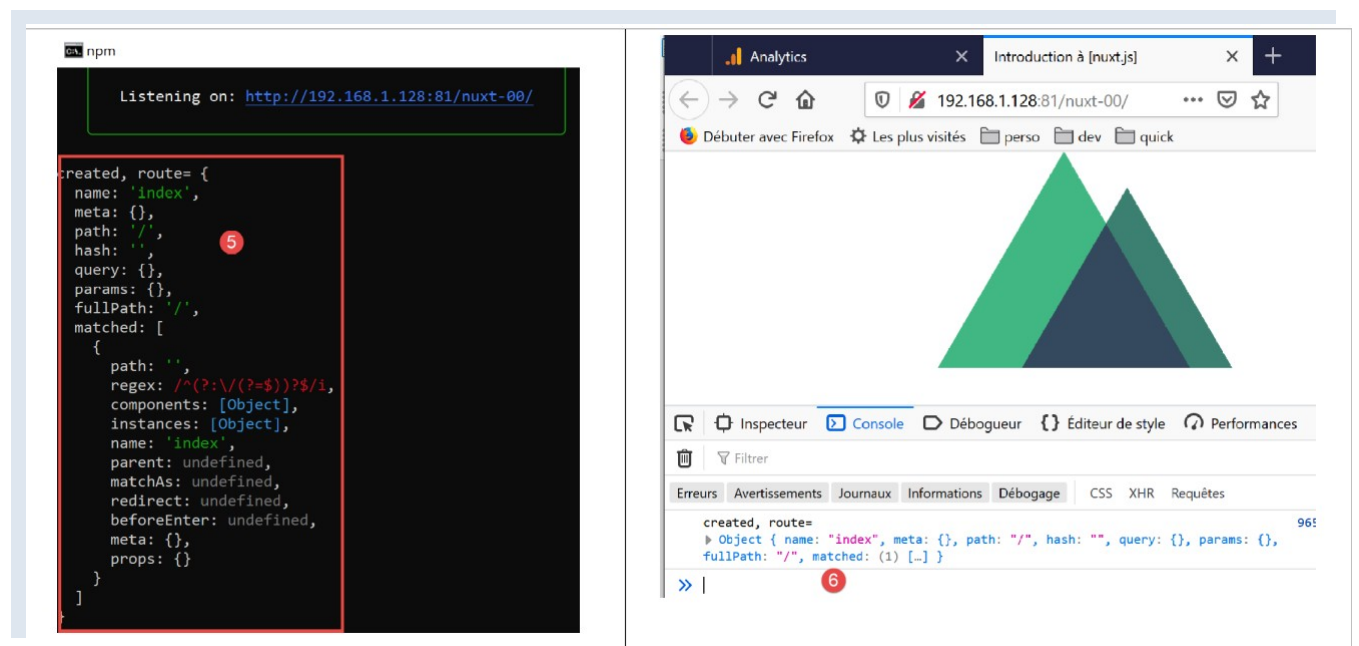 npm
Listening on: http://192.168.1.128:81/nuxt-00/
created, route= {
name: 'index',
meta: {},
path: '/',
hash: '',
query: {},
params: {},
fullPath: '/',
matched: [
{
path: '',
regex: /^(?:\/(?=$))?$/i,
components: [Object],
instances: [Object],
name: 'index',
parent: undefined,
matchAs: undefined,
redirect: undefined,
beforeEnter: undefined,
meta: {},
props: {}
}
]
}
5
Analytics
Introduction à [nuxt.js]
192.168.1.128:81/nuxt-00/
Débuter avec Firefox Les plus visités perso dev quick
Inspecteur Console Débogueur Éditeur de style Performances
Filtrer
Erreurs Avertissements Journaux Informations Débogage CSS XHR Requêtes
created, route= 965
Object { name: "index", meta: {}, path: "/", hash: "", query: {}, params: {},
fullPath: "/", matched: (1) […] }
6